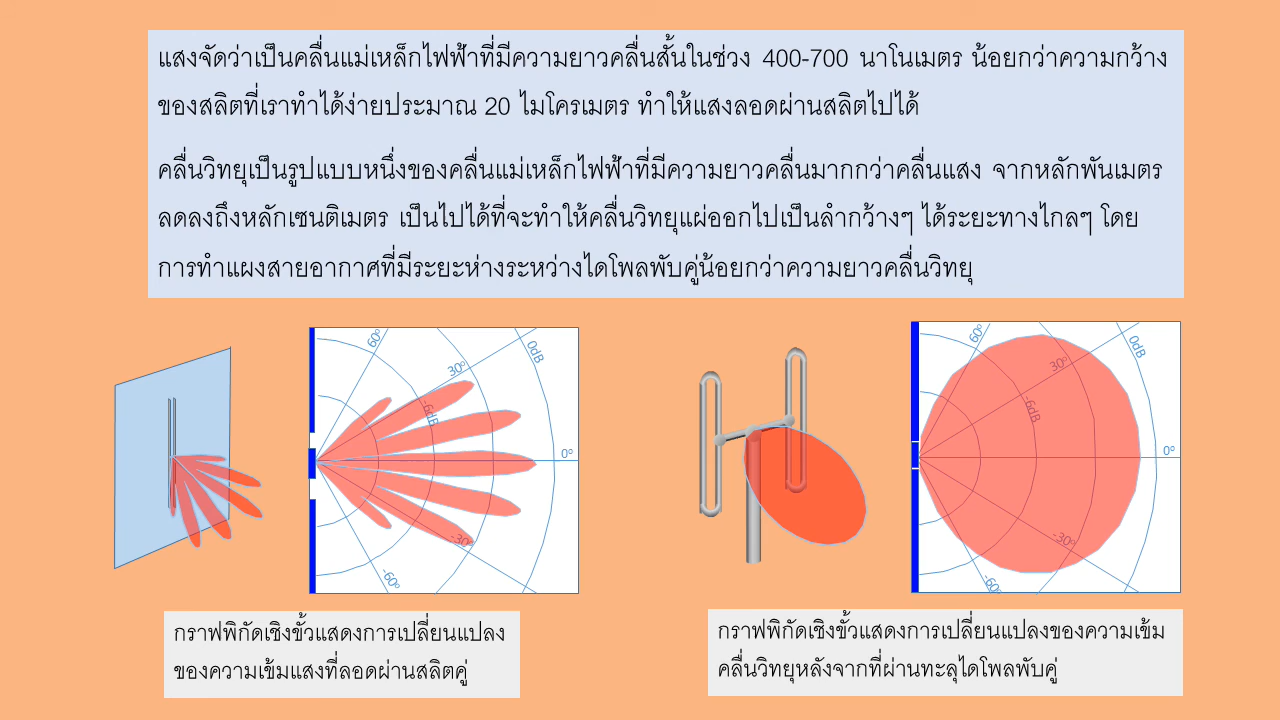 แสงจัดว่าเป็นคลื่นแม่เหล็กไฟฟ้าที่มีความยาวคลื่นสั้นในช่วง 400-700 นาโนเมตร น้อยกว่าความกว้าง
ของสลิตที่เราทำได้ง่ายประมาณ 20 ไมโครเมตร ทำให้แสงลอดผ่านสลิตไปได้
คลื่นวิทยุเป็นรูปแบบหนึ่งของคลื่นแม่เหล็กไฟฟ้าที่มีความยาวคลื่นมากกว่าคลื่นแสง จากหลักพันเมตร
ลดลงถึงหลักเซนติเมตร เป็นไปได้ที่จะทำให้คลื่นวิทยุแผ่ออกไปเป็นลำกว้างๆ ได้ระยะทางไกลๆ โดย
การทำแผงสายอากาศที่มีระยะห่างระหว่างไดโพลพับคู่น้อยกว่าความยาวคลื่นวิทยุ
60º
30º
0dB
-6dB
0º
-30º
-60º
60º
30º
0dB
-6dB
0º
-30º
-60º
กราฟพิกัดเชิงขั้วแสดงการเปลี่ยนแปลง
ของความเข้มแสงที่ลอดผ่านสลิตคู่
กราฟพิกัดเชิงขั้วแสดงการเปลี่ยนแปลงของความเข้ม
คลื่นวิทยุหลังจากที่ผ่านทะลุไดโพลพับคู่